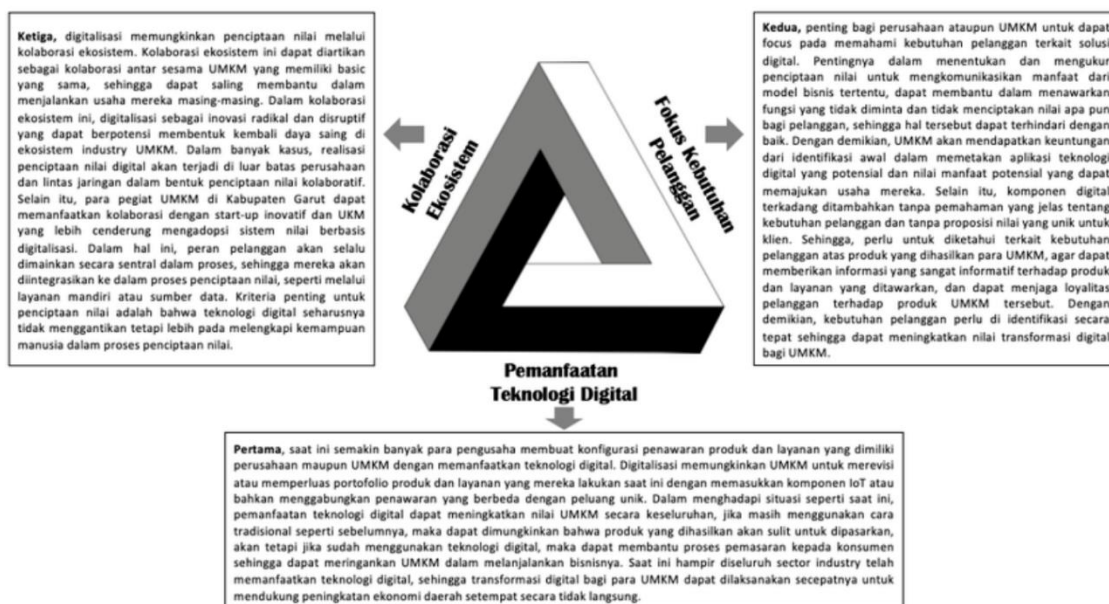 Ketiga, digitalisasi memungkinkan penciptaan nilai melalui
kolaborasi ekosistem. Kolaborasi ekosistem ini dapat diartikan
sebagai kolaborasi antar sesama UMKM yang memiliki basic
yang sama, sehingga dapat saling membantu dalam
menjalankan usaha mereka masing-masing. Dalam kolaborasi
ekosistem ini, digitalisasi sebagai inovasi radikal dan disruptif
yang dapat berpotensi membentuk kembali daya saing di
ekosistem industry UMKM. Dalam banyak kasus, realisasi
penciptaan nilai digital akan terjadi di luar batas perusahaan
dan lintas jaringan dalam bentuk penciptaan nilai kolaboratif.
Selain itu, para pegiat UMKM di Kabupaten Garut dapat
memanfaatkan kolaborasi dengan start-up inovatif dan UKM
yang lebih cenderung mengadopsi sistem nilai berbasis
digitalisasi. Dalam hal ini, peran pelanggan akan selalu
dimainkan secara sentral dalam proses, sehingga mereka akan
diintegrasikan ke dalam proses penciptaan nilai, seperti melalui
layanan mandiri atau sumber data. Kriteria penting untuk
penciptaan nilai adalah bahwa teknologi digital seharusnya
tidak menggantikan tetapi lebih pada melengkapi kemampuan
manusia dalam proses penciptaan nilai.
Kolaborasi
Ekosistem
Fokus Kebutuhan
Pelanggan
Kedua, penting bagi perusahaan ataupun UMKM untuk dapat
focus pada memahami kebutuhan pelanggan terkait solusi
digital. Pentingnya dalam menentukan dan mengukur
penciptaan nilai untuk mengkomunikasikan manfaat dari
model bisnis tertentu, dapat membantu dalam menawarkan
fungsi yang tidak diminta dan tidak menciptakan nilai apa pun
bagi pelanggan, sehingga hal tersebut dapat terhindari dengan
baik. Dengan demikian, UMKM akan mendapatkan keuntungan
dari identifikasi awal dalam memetakan aplikasi teknologi
digital yang potensial dan nilai manfaat potensial yang dapat
memajukan usaha mereka. Selain itu, komponen digital
terkadang ditambahkan tanpa pemahaman yang jelas tentang
kebutuhan pelanggan dan tanpa proposisi nilai yang unik untuk
klien. Sehingga, perlu untuk diketahui terkait kebutuhan
pelanggan atas produk yang dihasilkan para UMKM, agar dapat
memberikan informasi yang sangat informatif terhadap produk
dan layanan yang ditawarkan, dan dapat menjaga loyalitas
pelanggan terhadap produk UMKM tersebut. Dengan
demikian, kebutuhan pelanggan perlu di identifikasi secara
tepat sehingga dapat meningkatkan nilai transformasi digital
bagi UMKM.
Pemanfaatan
Teknologi Digital
Pertama, saat ini semakin banyak para pengusaha membuat konfigurasi penawaran produk dan layanan yang dimiliki
perusahaan maupun UMKM dengan memanfaatkan teknologi digital. Digitalisasi memungkinkan UMKM untuk merevisi
atau memperluas portofolio produk dan layanan yang mereka lakukan saat ini dengan memasukkan komponen IoT atau
bahkan menggabungkan penawaran yang berbeda dengan peluang unik. Dalam menghadapi situasi seperti saat ini,
pemanfaatan teknologi digital dapat meningkatkan nilai UMKM secara keseluruhan, jika masih menggunakan cara
tradisional seperti sebelumnya, maka dapat dimungkinkan bahwa produk yang dihasilkan akan sulit untuk dipasarkan,
akan tetapi jika sudah menggunakan teknologi digital, maka dapat membantu proses pemasaran kepada konsumen
sehingga dapat meringankan UMKM dalam melanjalankan bisnisnya. Saat ini hampir diseluruh sector industry telah
memanfaatkan teknologi digital, sehingga transformasi digital bagi para UMKM dapat dilaksanakan secepatnya untuk
mendukung peningkatan ekonomi daerah setempat secara tidak langsung.